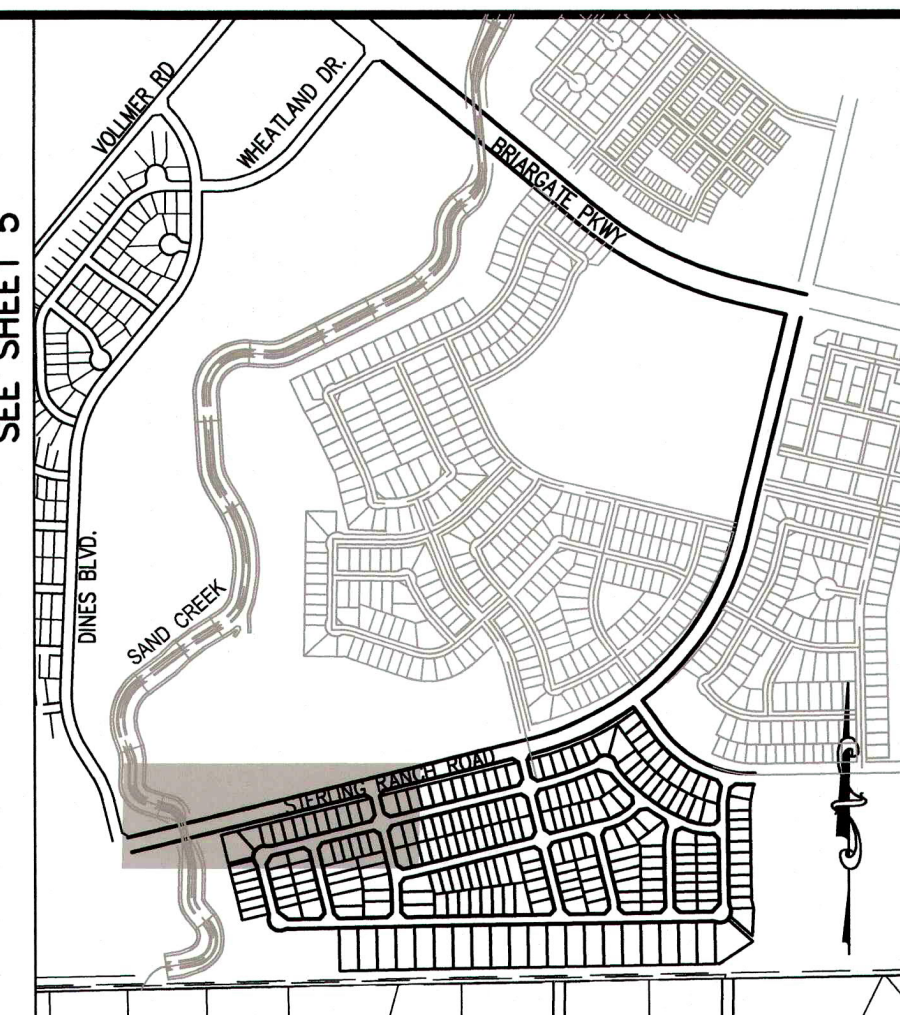 VOLLMER RD
WHEATLAND DR.
BRIARGATE PKWY
SEE SHEET 5
DINES BLVD.
SAND CREEK
STERLING RANCH ROAD